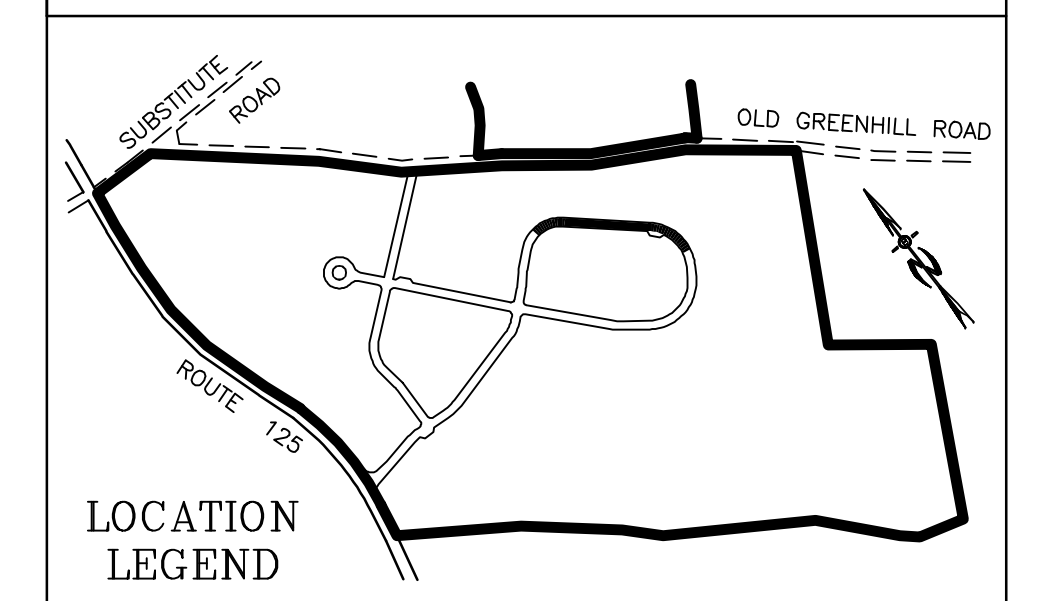 SUBSTITUTE
ROAD
OLD GREENHILL ROAD
N
ROUTE 125
LOCATION
LEGEND